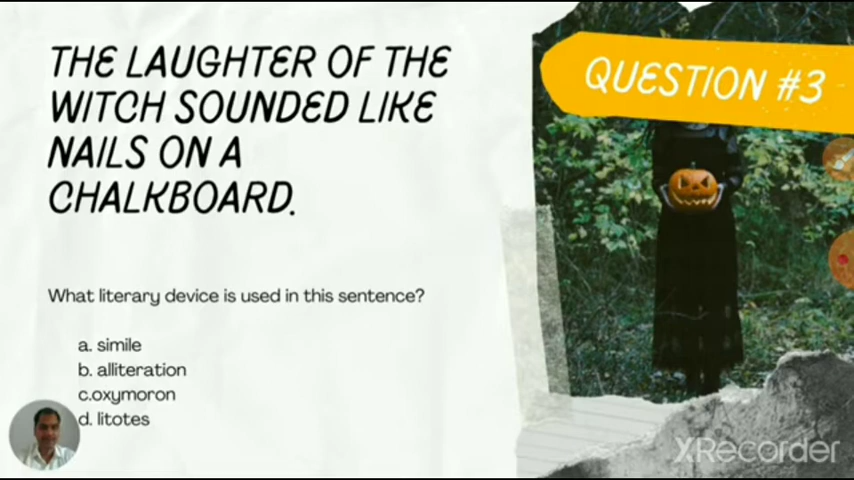 THE LAUGHTER OF THE
WITCH SOUNDED LIKE
NAILS ON A
CHALKBOARD.
QUESTION #3
What literary device is used in this sentence?
a. simile
b. alliteration
c.oxymoron
d. litotes
XRecorder